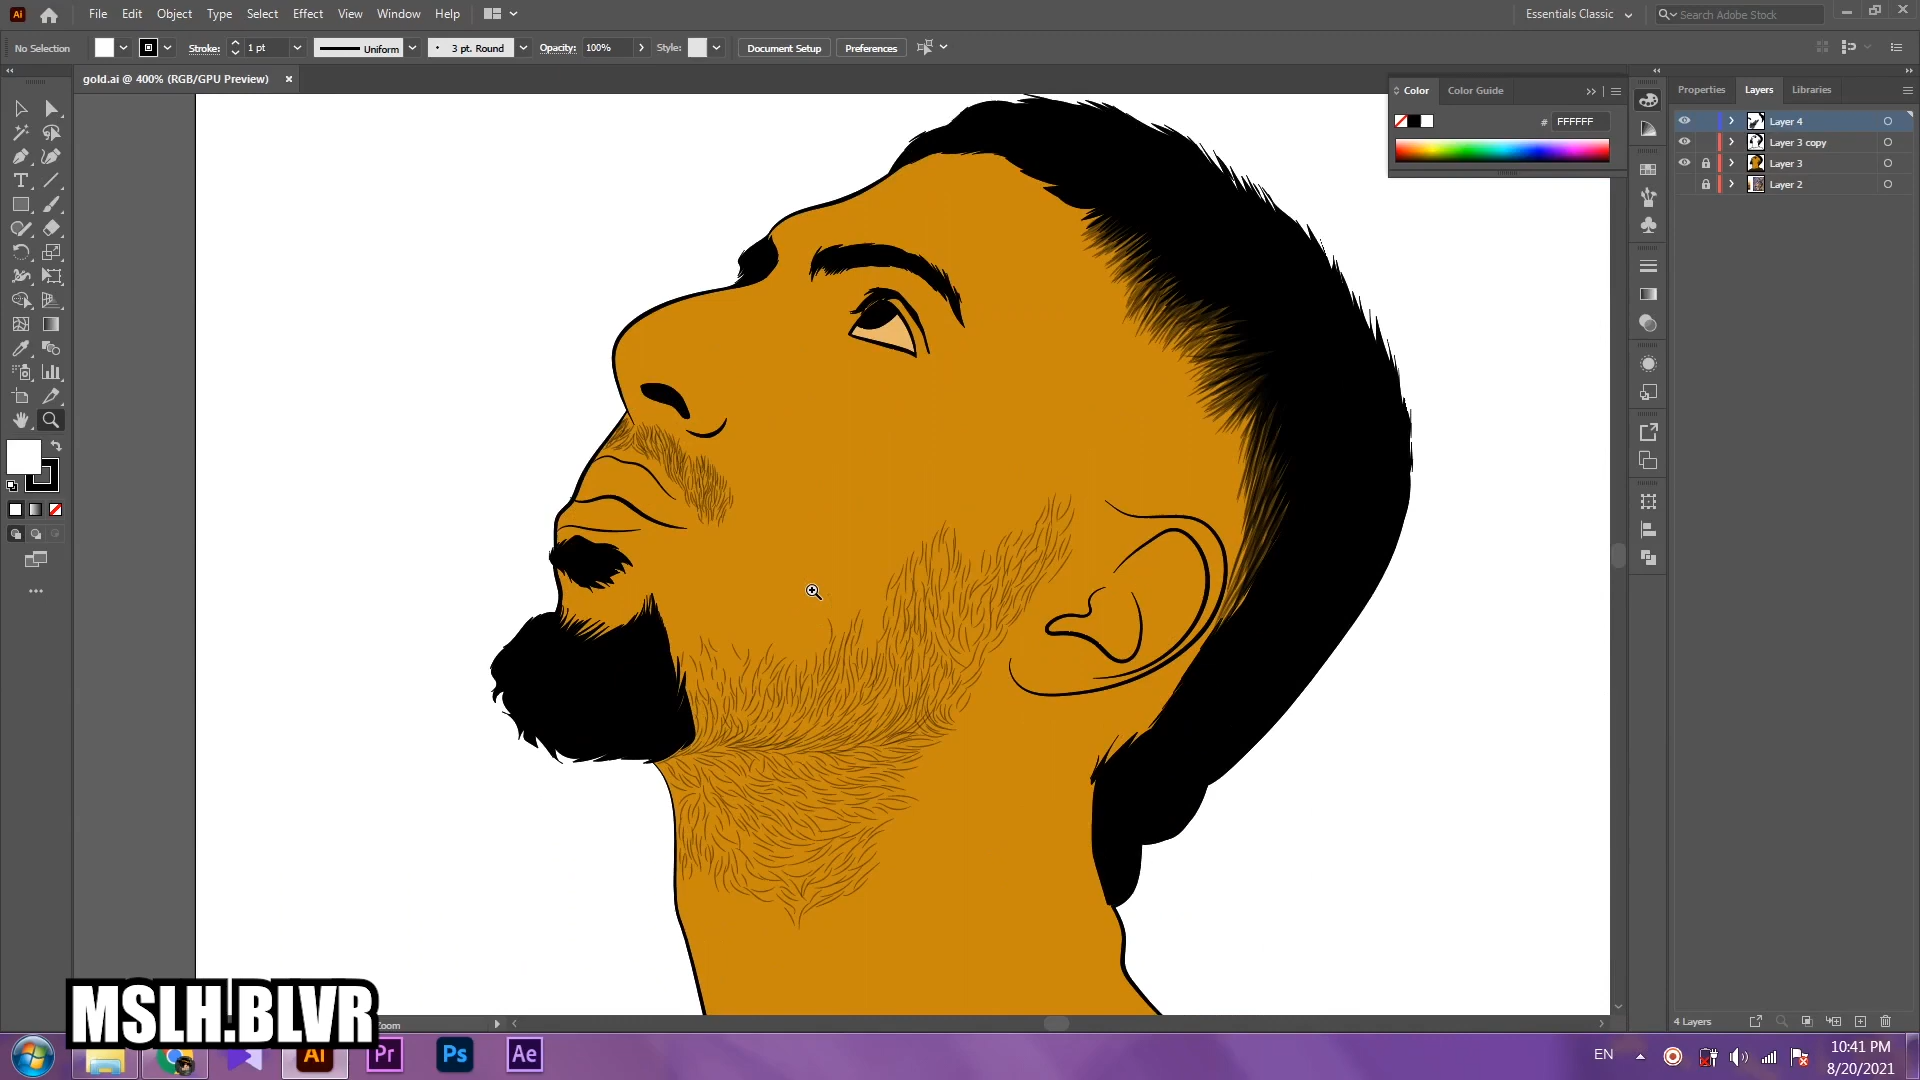 Ai File Edit Object Type Select Effect View Window Help Essentials Classic Search Adobe Stock
No Selection Stroke: 1 pt Uniform 3 pt. Round Opacity: 100% Style: Document Setup Preferences
gold.ai @ 400% (RGB/GPU Preview)
Color Color Guide
# FFFFFF
Properties Layers Libraries
Layer 4
Layer 3 copy
Layer 3
Layer 2
T
MSLH.BLVR
Zoom
4 Layers
Ai Pr Ps Ae
EN
10:41 PM
8/20/2021